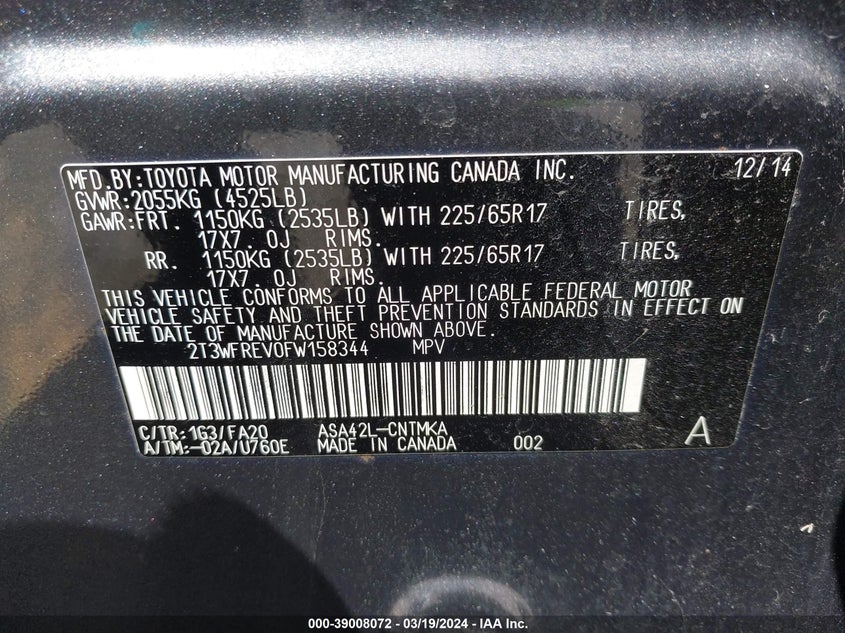 MFD.BY:TOYOTA MOTOR MANUFACTURING CANADA INC. 12/14
GVWR:2055KG (4525LB)
GAWR:FRT. 1150KG (2535LB) WITH 225/65R17 TIRES,
17X7. 0J RIMS.
RR. 1150KG (2535LB) WITH 225/65R17 TIRES,
17X7. 0J RIMS.
THIS VEHICLE CONFORMS TO ALL APPLICABLE FEDERAL MOTOR
VEHICLE SAFETY AND THEFT PREVENTION STANDARDS IN EFFECT ON
THE DATE OF MANUFACTURE SHOWN ABOVE.
2T3WFREV0FW158344 MPV
C/TR:1G3/FA20 ASA42L-CNTMKA
A/TM:-02A/U760E MADE IN CANADA 002 A
000-39008072 - 03/19/2024 - IAA Inc.